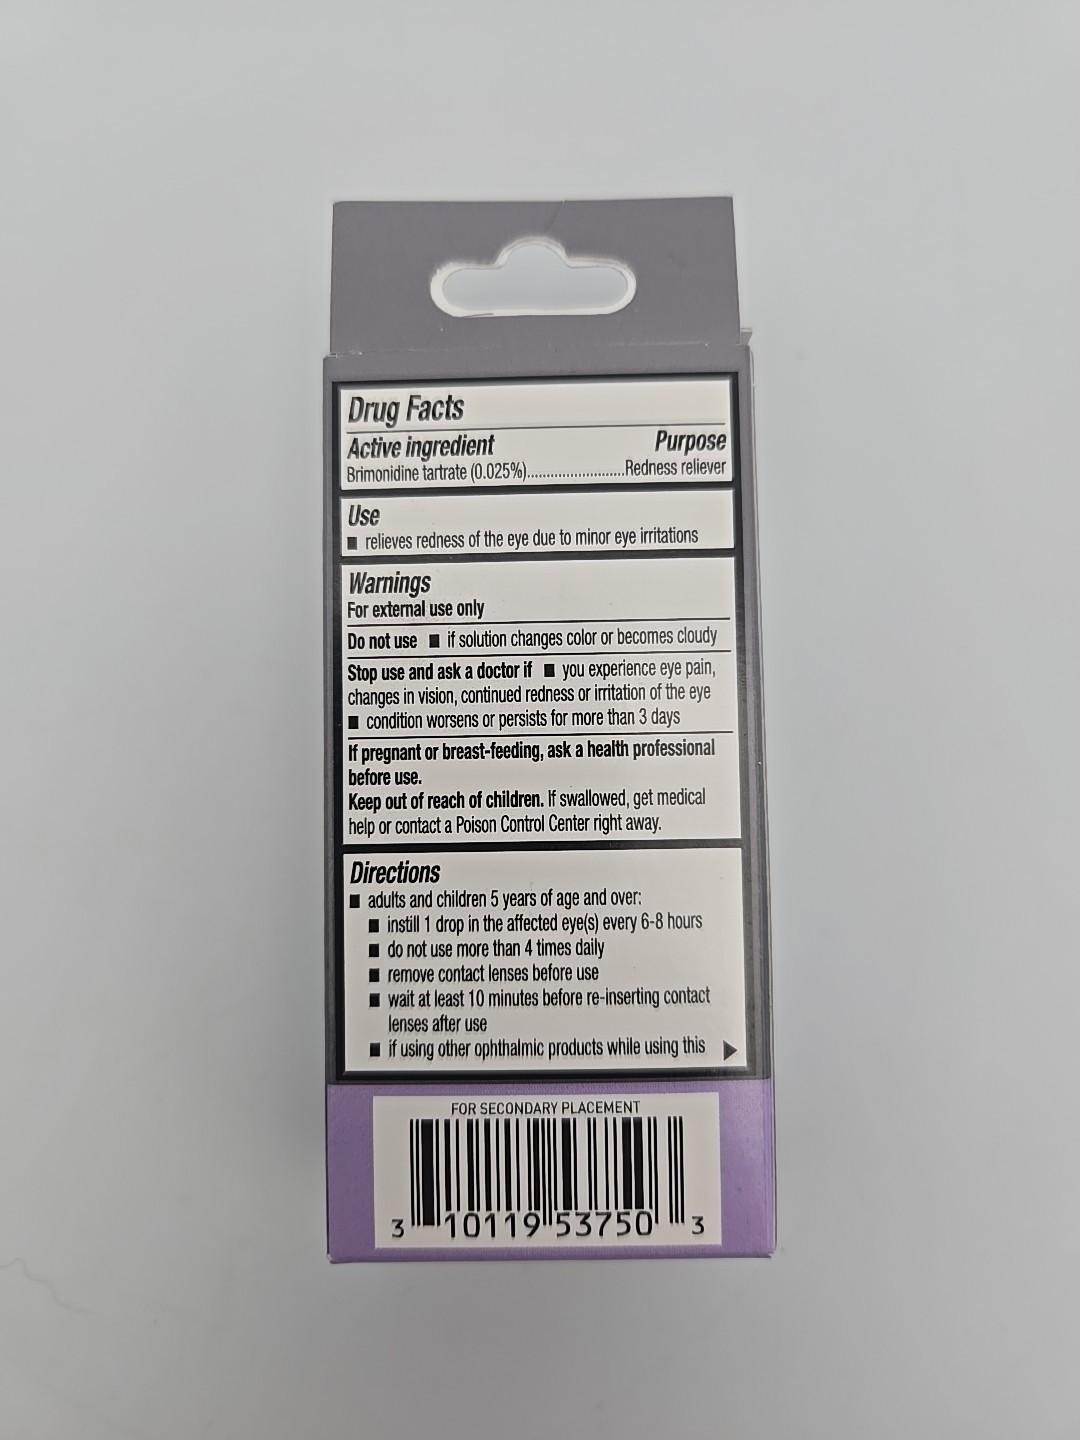 Drug Facts
Active ingredient Purpose
Brimonidine tartrate (0.025%)........................Redness reliever
Use
■ relieves redness of the eye due to minor eye irritations
Warnings
For external use only
Do not use ■ if solution changes color or becomes cloudy
Stop use and ask a doctor if ■ you experience eye pain,
changes in vision, continued redness or irritation of the eye
■ condition worsens or persists for more than 3 days
If pregnant or breast-feeding, ask a health professional
before use.
Keep out of reach of children. If swallowed, get medical
help or contact a Poison Control Center right away.
Directions
■ adults and children 5 years of age and over:
■ instill 1 drop in the affected eye(s) every 6-8 hours
■ do not use more than 4 times daily
■ remove contact lenses before use
■ wait at least 10 minutes before re-inserting contact
lenses after use
■ if using other ophthalmic products while using this ▶
FOR SECONDARY PLACEMENT
3 10119 53750 3